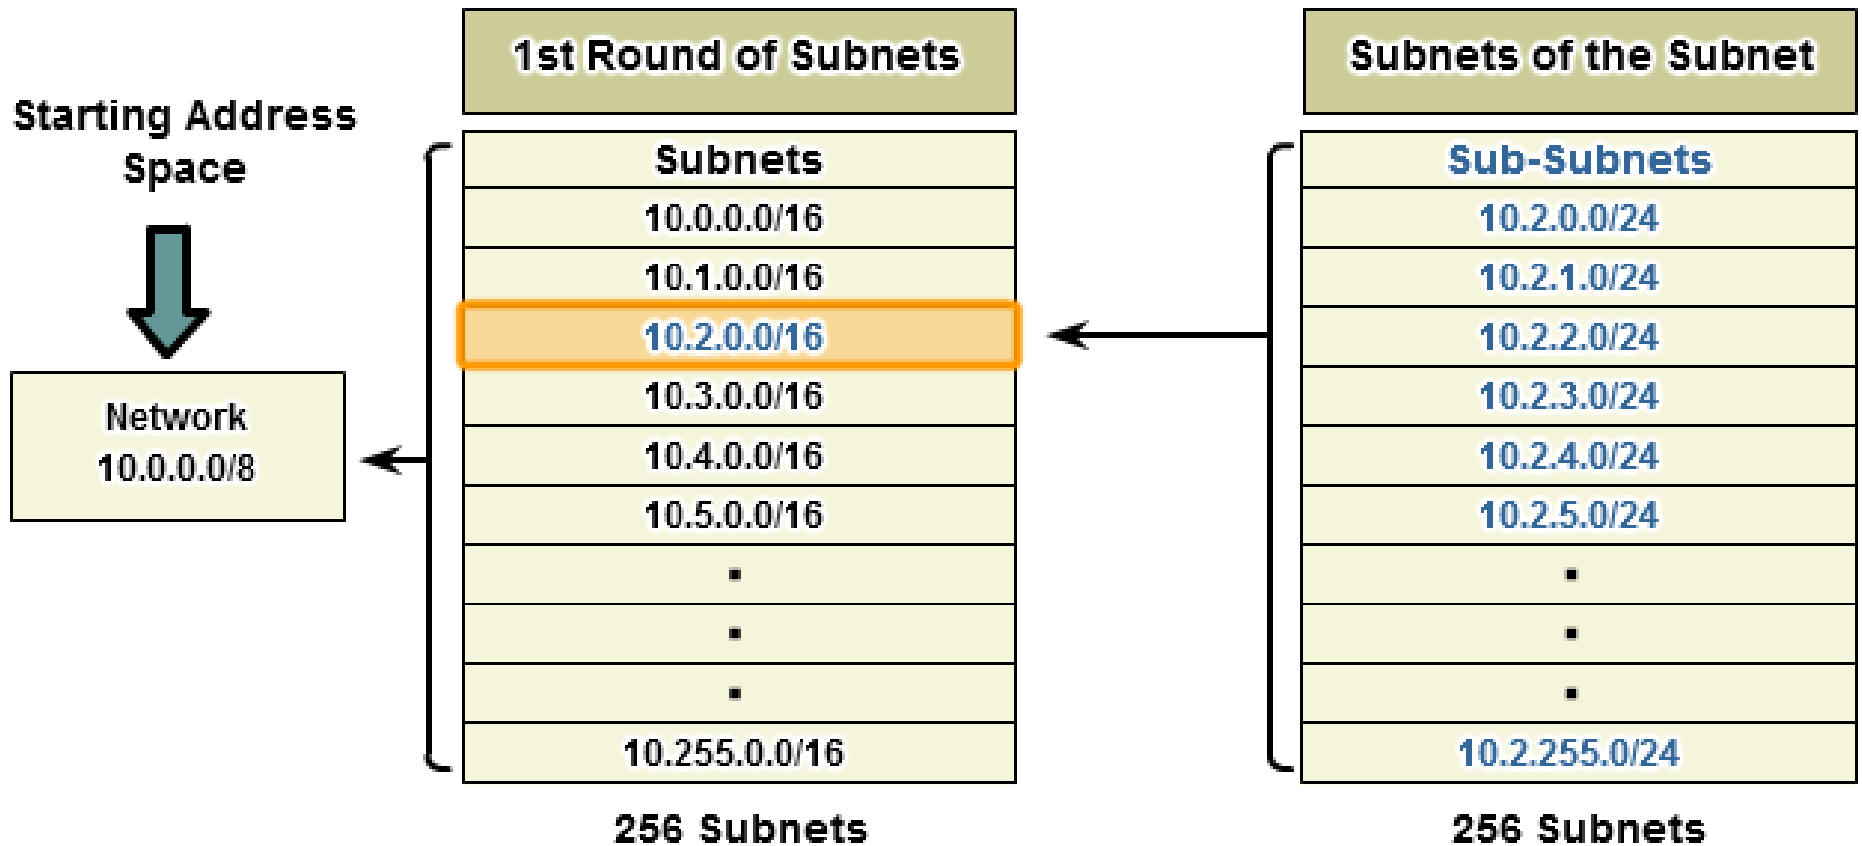 Starting Address
Space
Network
10.0.0.0/8
1st Round of Subnets
Subnets
10.0.0.0/16
10.1.0.0/16
10.2.0.0/16
10.3.0.0/16
10.4.0.0/16
10.5.0.0/16
.
.
.
10.255.0.0/16
256 Subnets
Subnets of the Subnet
Sub-Subnets
10.2.0.0/24
10.2.1.0/24
10.2.2.0/24
10.2.3.0/24
10.2.4.0/24
10.2.5.0/24
.
.
.
10.2.255.0/24
256 Subnets